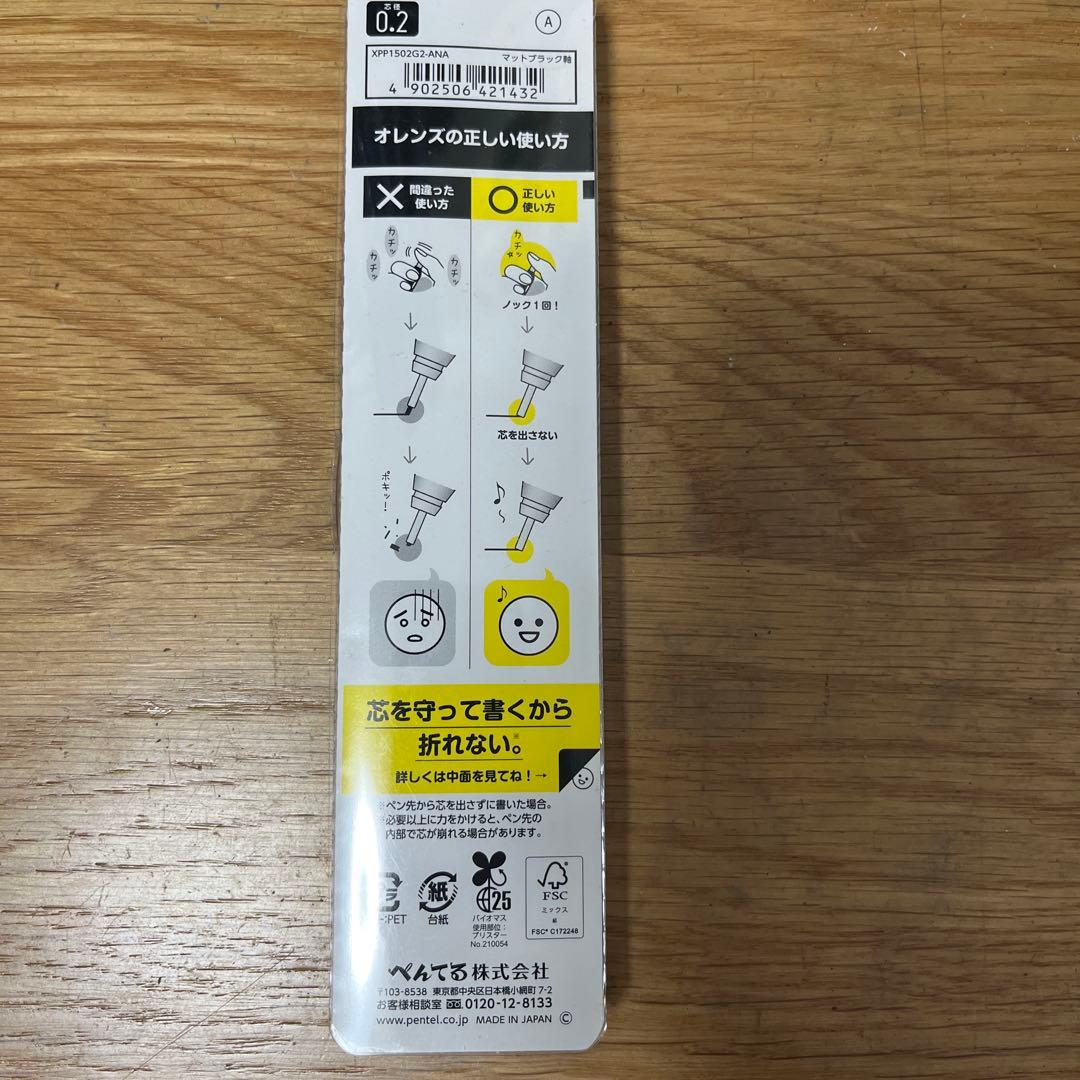 芯径
0.2
A
XPP1502G2-ANA マットブラック軸
4 902506 421432
オレンズの正しい使い方
間違った
使い方
カチッ
カチッ
カチッ
ポキッ!
正しい
使い方
カチッ
ノック1回!
芯を出さない
芯を守って書くから
折れない。※
詳しくは中面を見てね!→
※ペン先から芯を出さずに書いた場合。
※必要以上に力をかけると、ペン先の
内部で芯が崩れる場合があります。
:PET
紙
台紙
25
バイオマス
使用部位:
ブリスター
No.210054
FSC
ミックス
紙
FSC® C172248
ぺんてる株式会社
〒103-8538 東京都中央区日本橋小網町 7-2
お客様相談室 0120-12-8133
www.pentel.co.jp MADE IN JAPAN ©